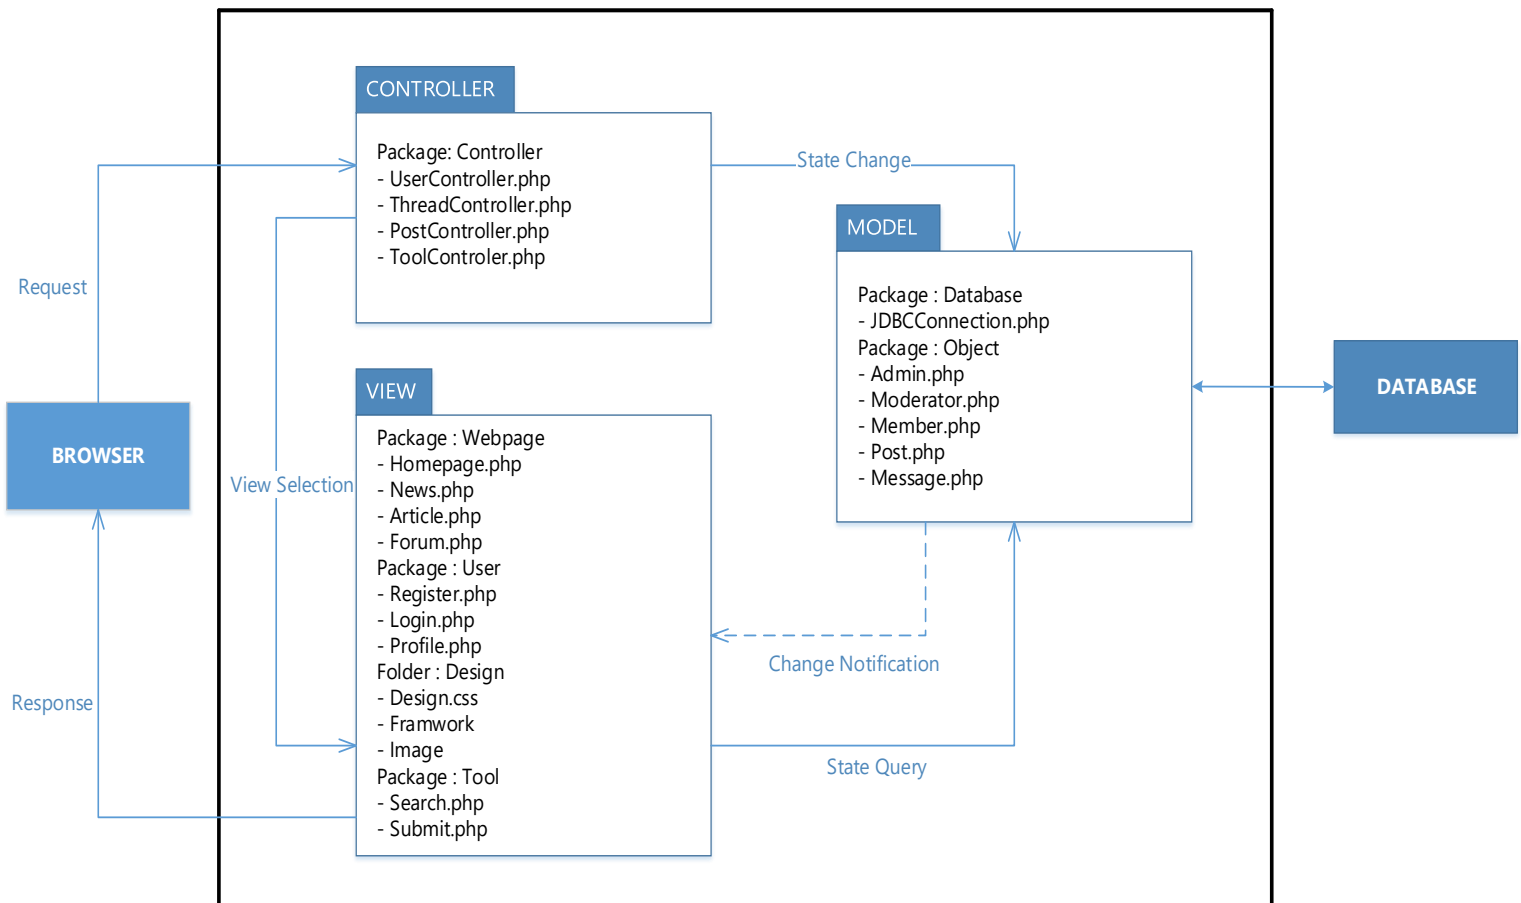 CONTROLLER
Package: Controller
- UserController.php
- ThreadController.php
- PostController.php
- ToolControler.php
State Change
MODEL
Package : Database
- JDBCConnection.php
Package : Object
- Admin.php
- Moderator.php
- Member.php
- Post.php
- Message.php
DATABASE
Request
BROWSER
View Selection
Response
VIEW
Package : Webpage
- Homepage.php
- News.php
- Article.php
- Forum.php
Package : User
- Register.php
- Login.php
- Profile.php
Folder : Design
- Design.css
- Framwork
- Image
Package : Tool
- Search.php
- Submit.php
Change Notification
State Query